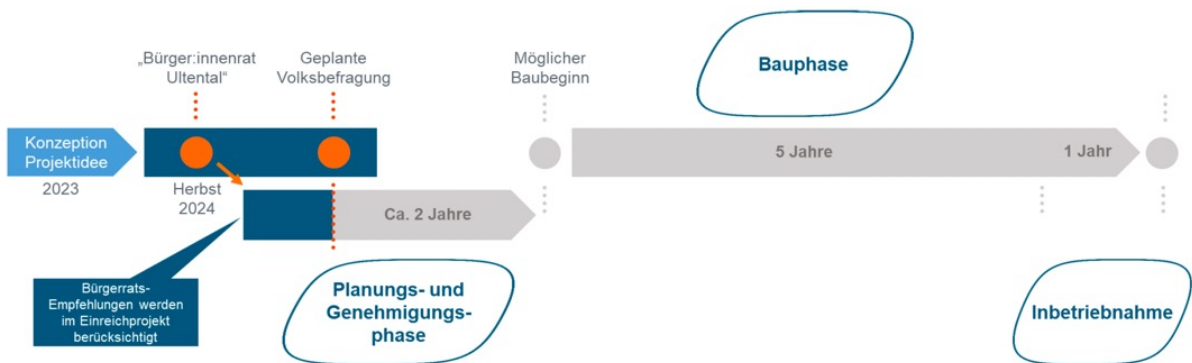 „Bürger:innenrat
Ultental“
Geplante
Volksbefragung
Möglicher
Baubeginn
Bauphase
Konzeption
Projektidee
2023
Herbst
2024
5 Jahre
1 Jahr
Ca. 2 Jahre
Bürgerrats-
Empfehlungen werden
im Einreichprojekt
berücksichtigt
Planungs- und
Genehmigungs-
phase
Inbetriebnahme